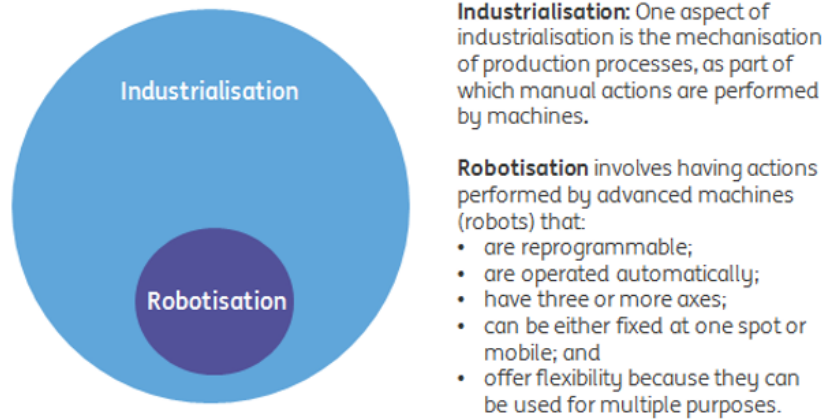 Industrialisation
Robotisation
Industrialisation: One aspect of
industrialisation is the mechanisation
of production processes, as part of
which manual actions are performed
by machines.
Robotisation involves having actions
performed by advanced machines
(robots) that:
• are reprogrammable;
• are operated automatically;
• have three or more axes;
• can be either fixed at one spot or
mobile; and
• offer flexibility because they can
be used for multiple purposes.